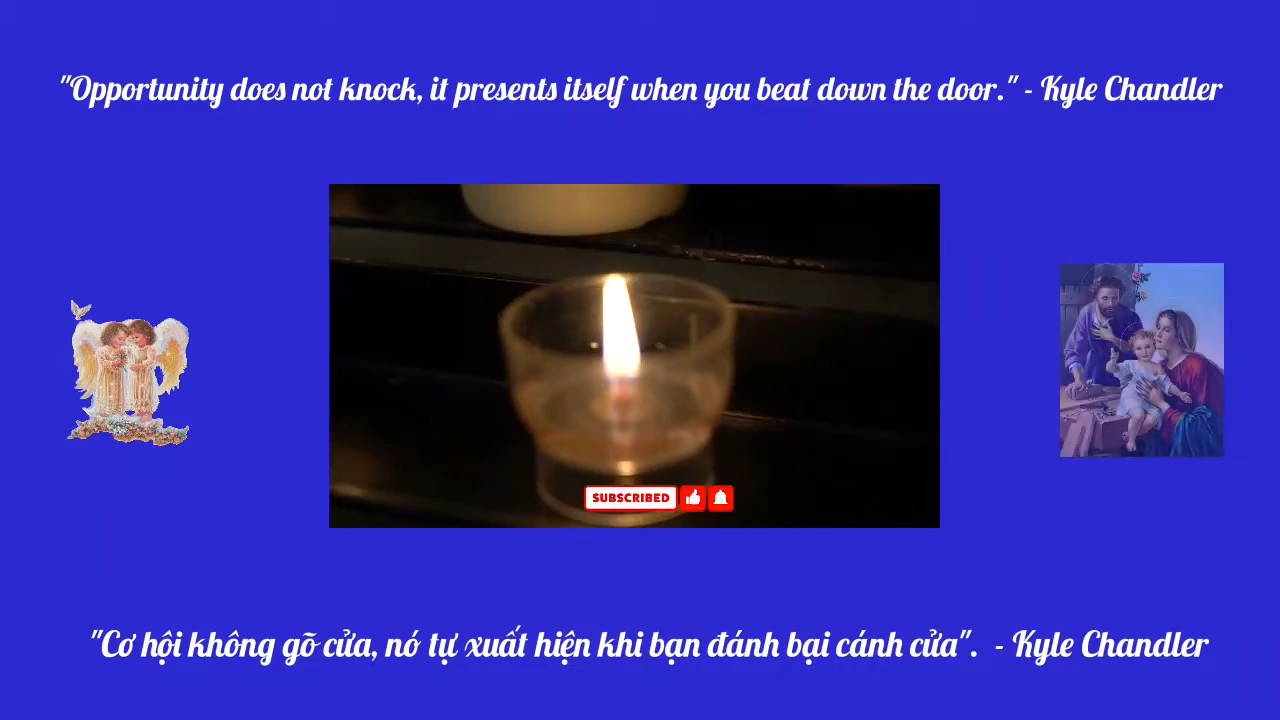 "Opportunity does not knock, it presents itself when you beat down the door." - Kyle Chandler
SUBSCRIBED
"Cơ hội không gõ cửa, nó tự xuất hiện khi bạn đánh bại cánh cửa". - Kyle Chandler